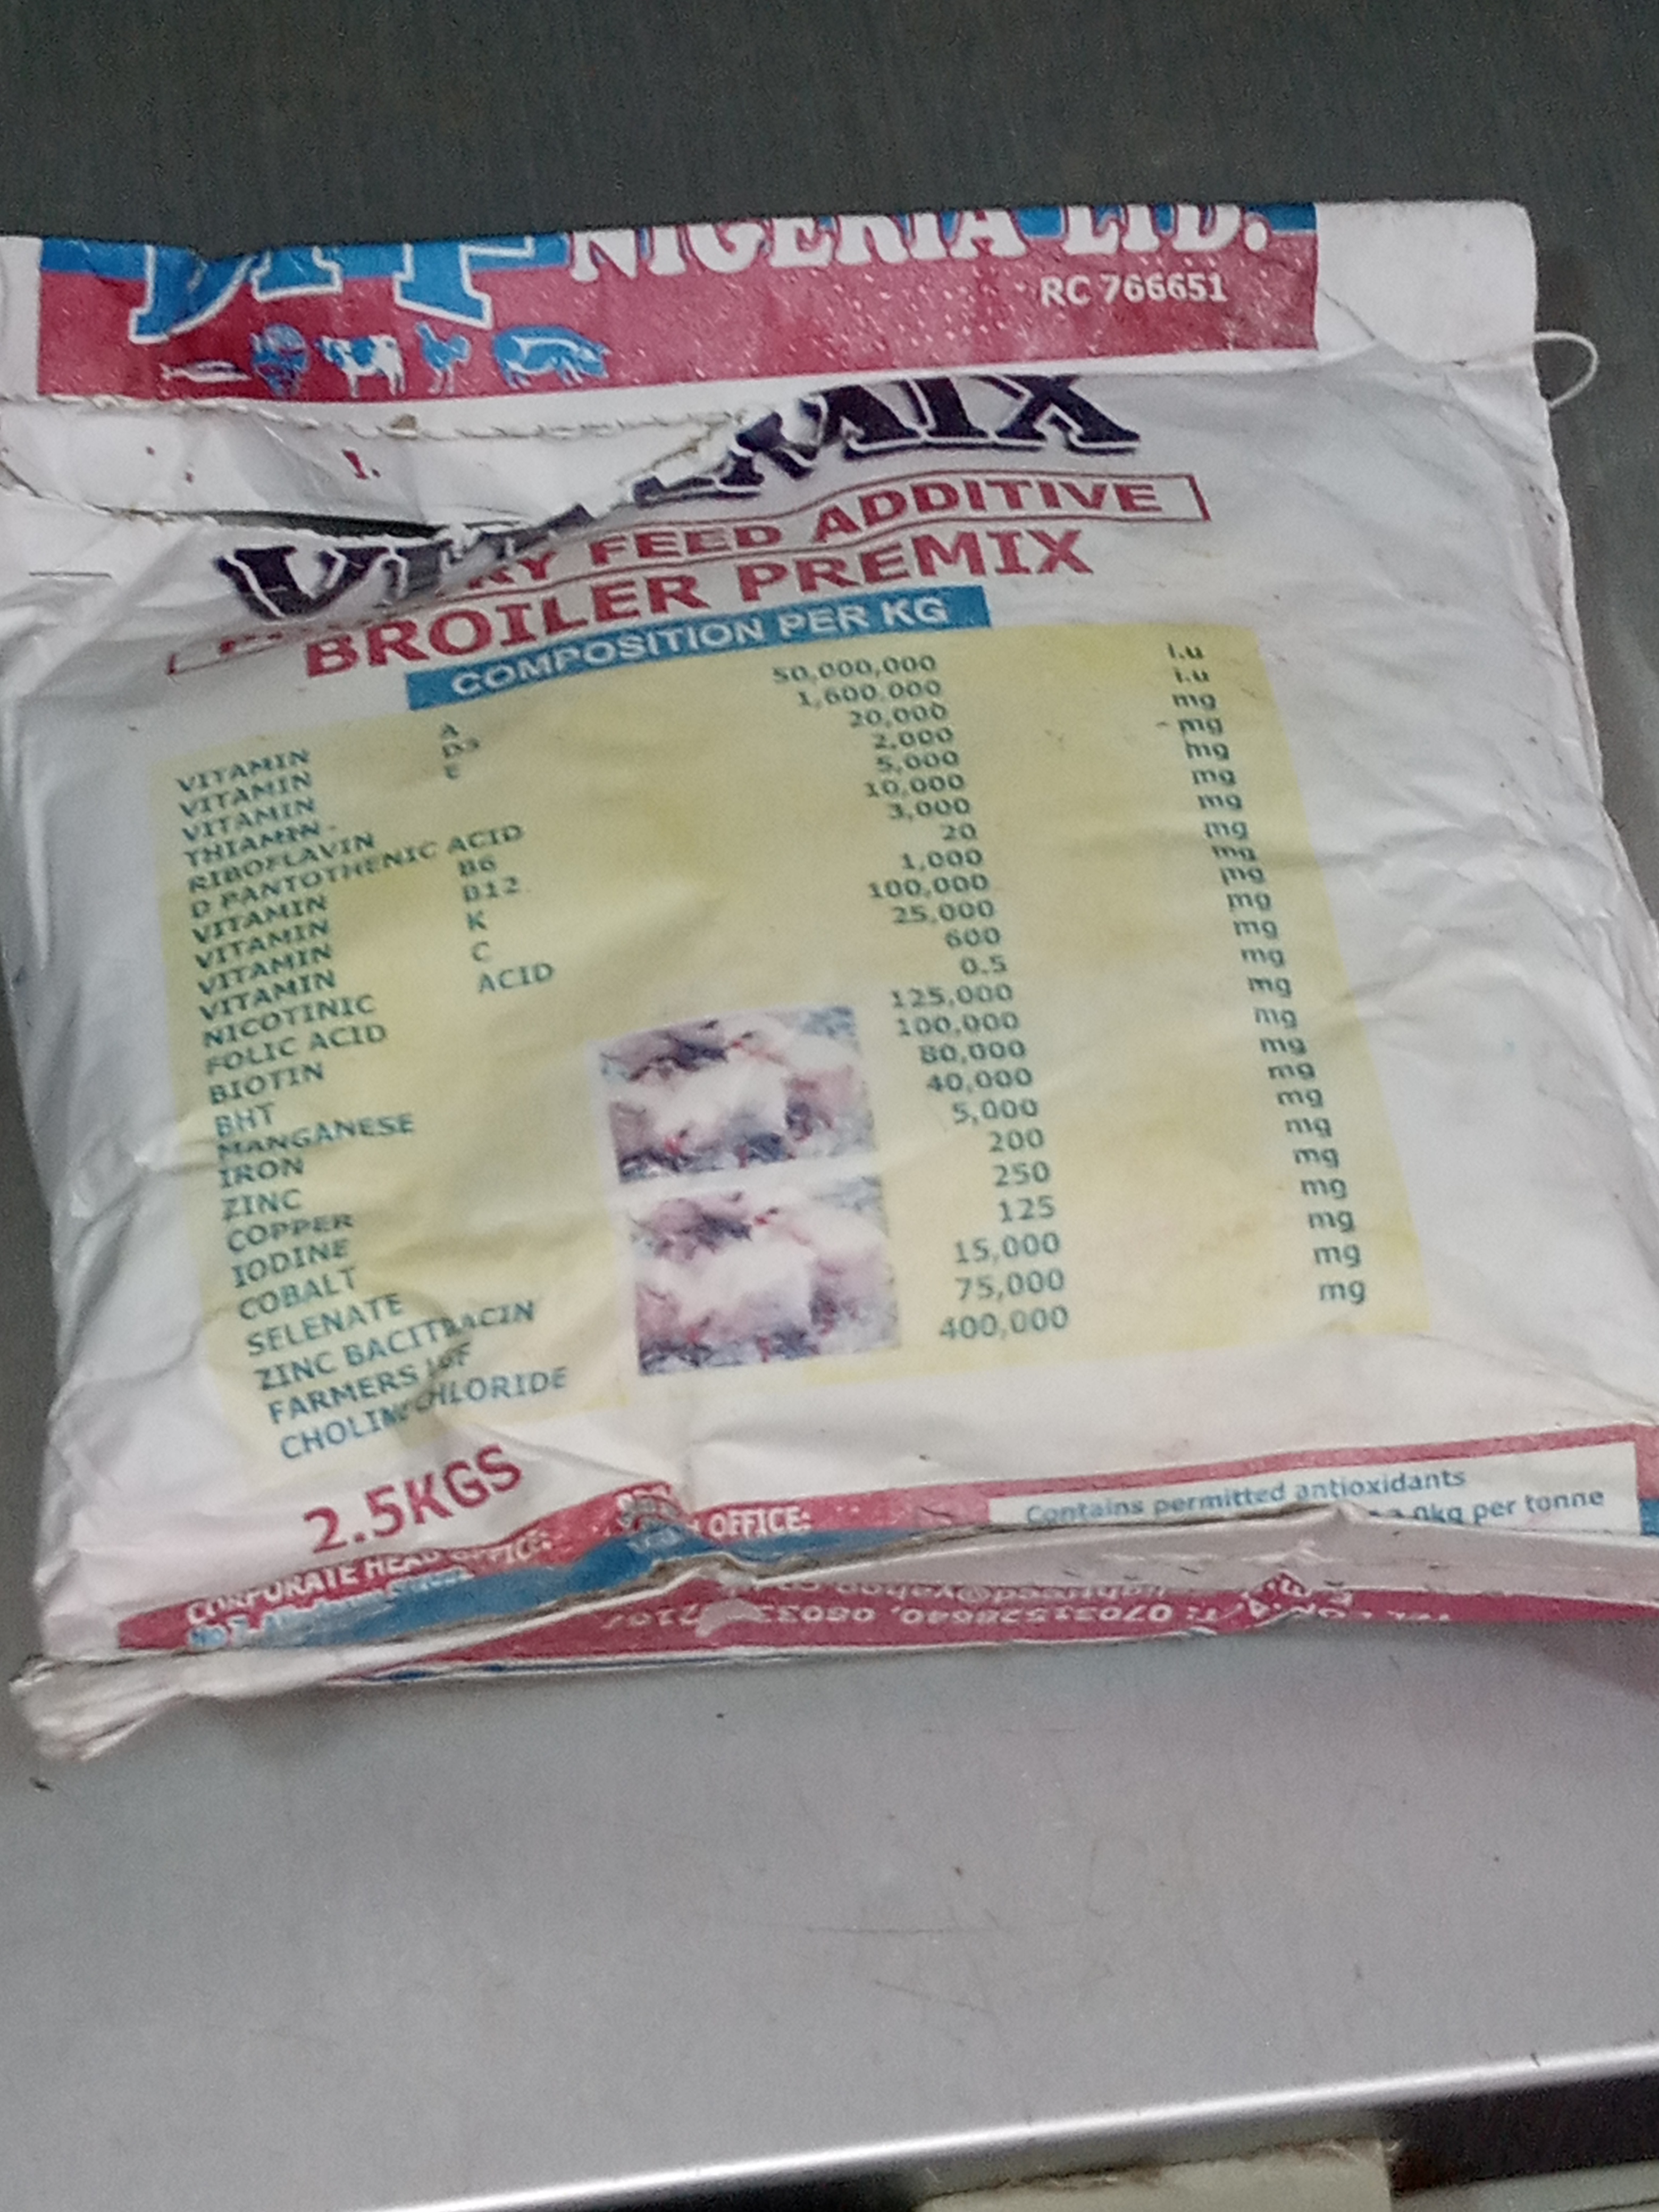 NIGERIA LTD.
RC 766651
FEED ADDITIVE
BROILER PREMIX
COMPOSITION PER KG
VITAMIN A 50,000,000 i.u
VITAMIN D3 1,600,000 i.u
VITAMIN E 20,000 mg
THIAMIN 2,000 mg
RIBOFLAVIN 5,000 mg
D PANTOTHENIC ACID 10,000 mg
VITAMIN B6 3,000 mg
VITAMIN B12 20 mg
VITAMIN K 1,000 mg
VITAMIN C 100,000 mg
NICOTINIC ACID 25,000 mg
FOLIC ACID 600 mg
BIOTIN 0.5 mg
BHT 125,000 mg
MANGANESE 100,000 mg
IRON 80,000 mg
ZINC 40,000 mg
COPPER 5,000 mg
IODINE 200 mg
COBALT 250 mg
SELENATE 125 mg
ZINC BACITRACIN 15,000 mg
FARMERS 75,000 mg
CHOLINE CHLORIDE 400,000 mg
2.5KGS
CORPORATE HEAD OFFICE:
OFFICE:
Contains permitted antioxidants
per tonne